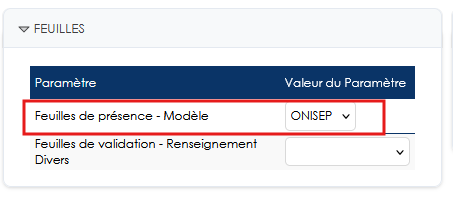 FEUILLES
Paramètre Valeur du Paramètre
Feuilles de présence - Modèle ONISEP
Feuilles de validation - Renseignement
Divers